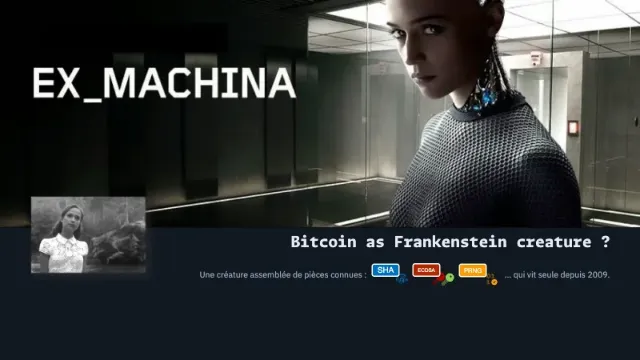 EX_MACHINA
Bitcoin as Frankenstein creature ?
Une créature assemblée de pièces connues : SHA ECDSA PRNG ... qui vit seule depuis 2009.